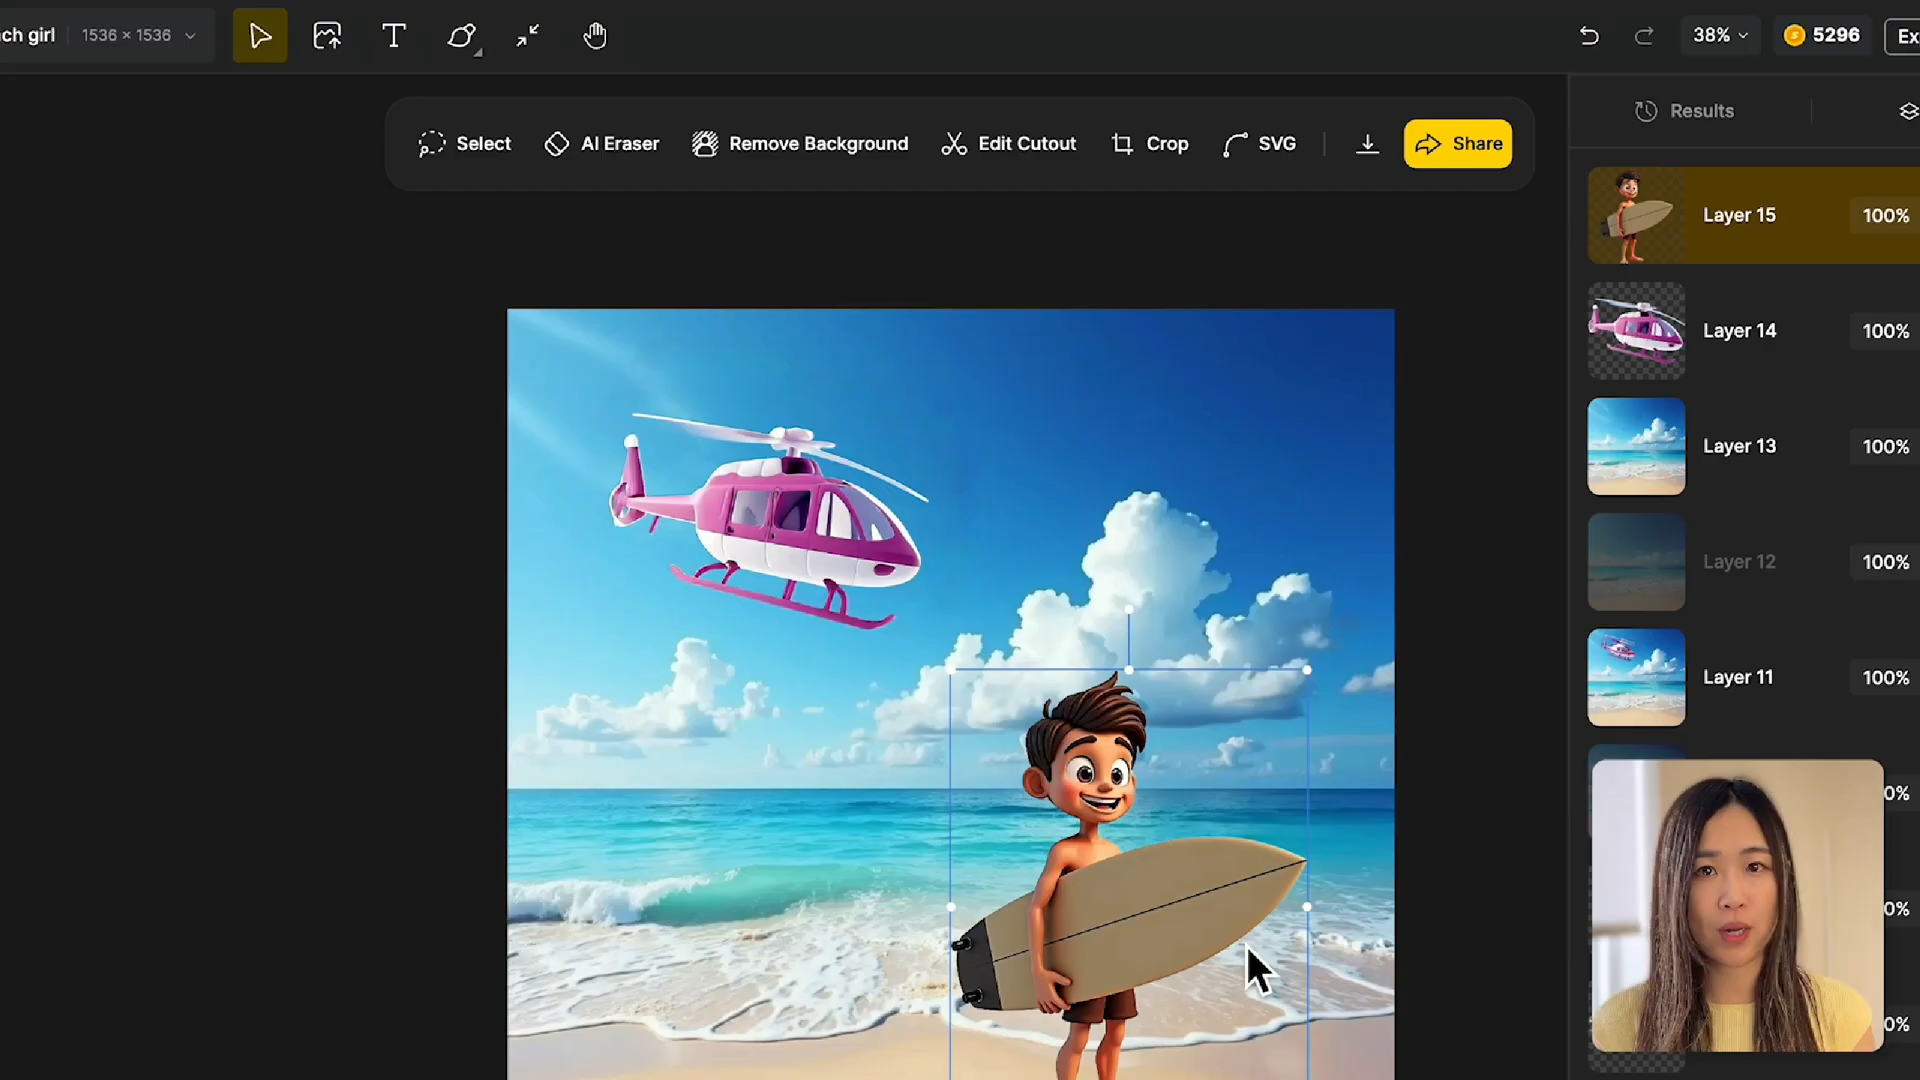 ch girl 1536 × 1536 38% 5296 Ex
Select AI Eraser Remove Background Edit Cutout Crop SVG Share
Results
Layer 15 100%
Layer 14 100%
Layer 13 100%
Layer 12 100%
Layer 11 100%
0%
0%
0%